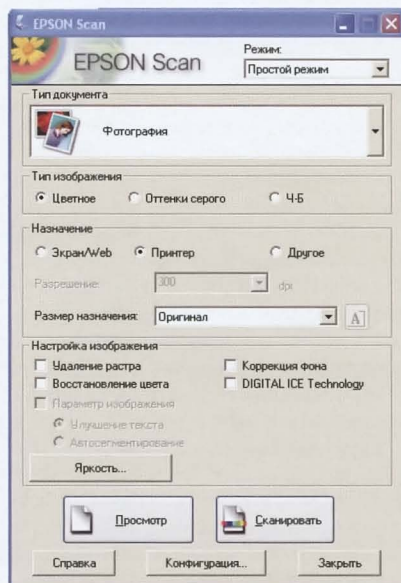 EPSON Scan
EPSON Scan
Режим:
Простой режим
Тип документа
Фотография
Тип изображения
Цветное Оттенки серого Ч-Б
Назначение
Экран/Web Принтер Другое
Разрешение: 300 dpi
Размер назначения: Оригинал A
Настройка изображения
Удаление растра Коррекция фона
Восстановление цвета DIGITAL ICE Technology
Параметр изображения
Улучшение текста
Автосегментирование
Яркость...
Просмотр Сканировать
Справка Конфигурация... Закрыть